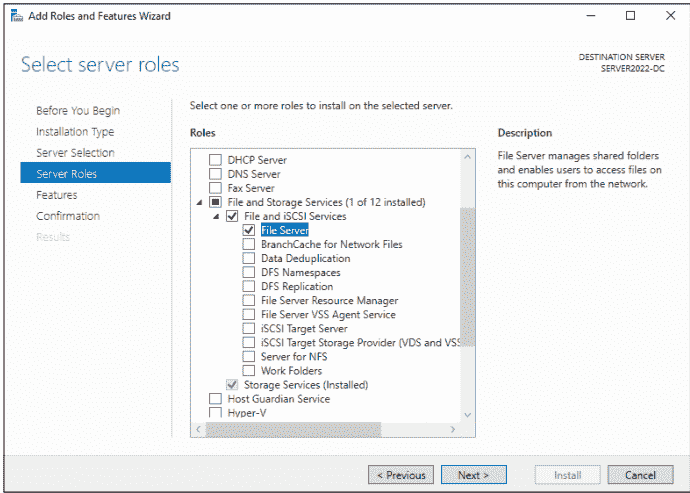 Add Roles and Features Wizard
Select server roles
DESTINATION SERVER
SERVER2022-DC
Before You Begin
Installation Type
Server Selection
Server Roles
Features
Confirmation
Results
Select one or more roles to install on the selected server.
Roles
DHCP Server
DNS Server
Fax Server
File and Storage Services (1 of 12 installed)
File and iSCSI Services
File Server
BranchCache for Network Files
Data Deduplication
DFS Namespaces
DFS Replication
File Server Resource Manager
File Server VSS Agent Service
iSCSI Target Server
iSCSI Target Storage Provider (VDS and VSS
Server for NFS
Work Folders
Storage Services (Installed)
Host Guardian Service
Hyper-V
Description
File Server manages shared folders
and enables users to access files on
this computer from the network.
< Previous
Next >
Install
Cancel